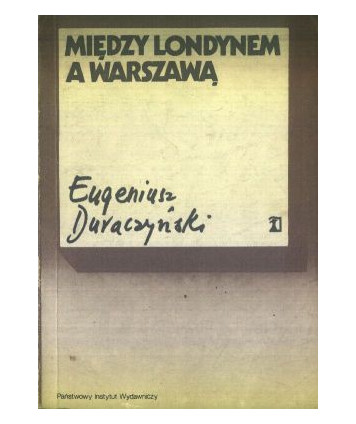 MIĘDZY LONDYNEM
A WARSZAWĄ
Eugeniusz
Duraczyński
Państwowy Instytut Wydawniczy